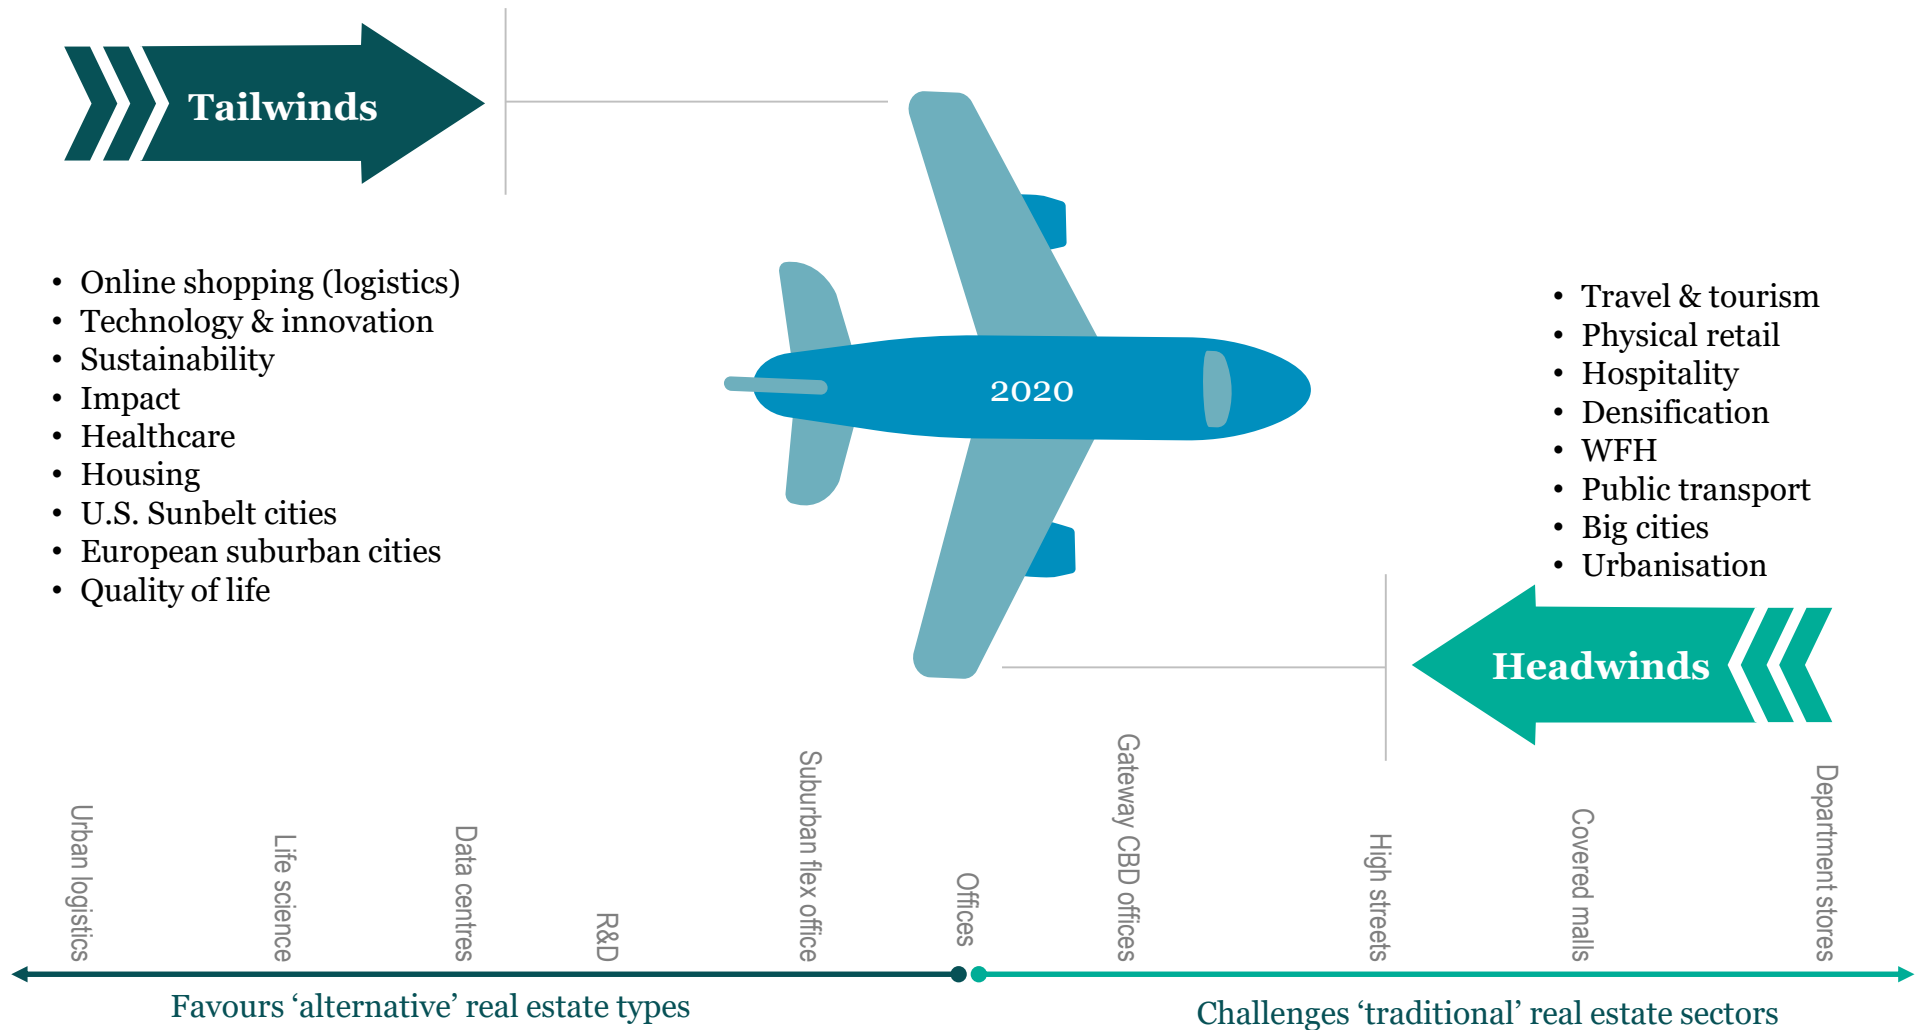 Tailwinds
• Online shopping (logistics)
• Technology & innovation
• Sustainability
• Impact
• Healthcare
• Housing
• U.S. Sunbelt cities
• European suburban cities
• Quality of life
2020
• Travel & tourism
• Physical retail
• Hospitality
• Densification
• WFH
• Public transport
• Big cities
• Urbanisation
Headwinds
Urban logistics
Life science
Data centres
R&D
Suburban flex office
Offices
Gateway CBD offices
High streets
Covered malls
Department stores
Favours ‘alternative’ real estate types
Challenges ‘traditional’ real estate sectors